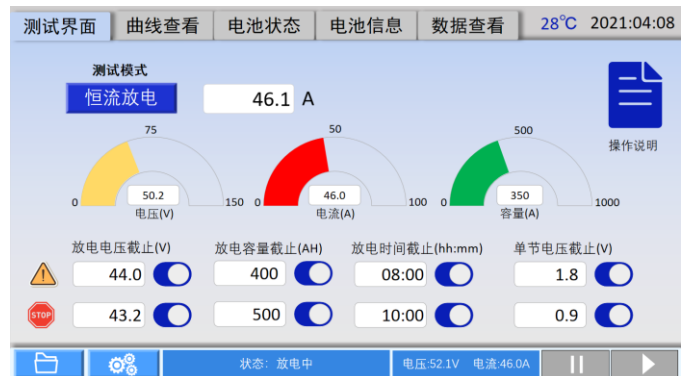 测试界面 曲线查看 电池状态 电池信息 数据查看 28℃ 2021:04:08
测试模式
恒流放电 46.1 A
操作说明
75 50 500
0 50.2 150 0 46.0 100 0 350 1000
电压(V) 电流(A) 容量(A)
放电电压截止(V) 放电容量截止(AH) 放电时间截止(hh:mm) 单节电压截止(V)
44.0 400 08:00 1.8
STOP 43.2 500 10:00 0.9
状态: 放电中 电压:52.1V 电流:46.0A